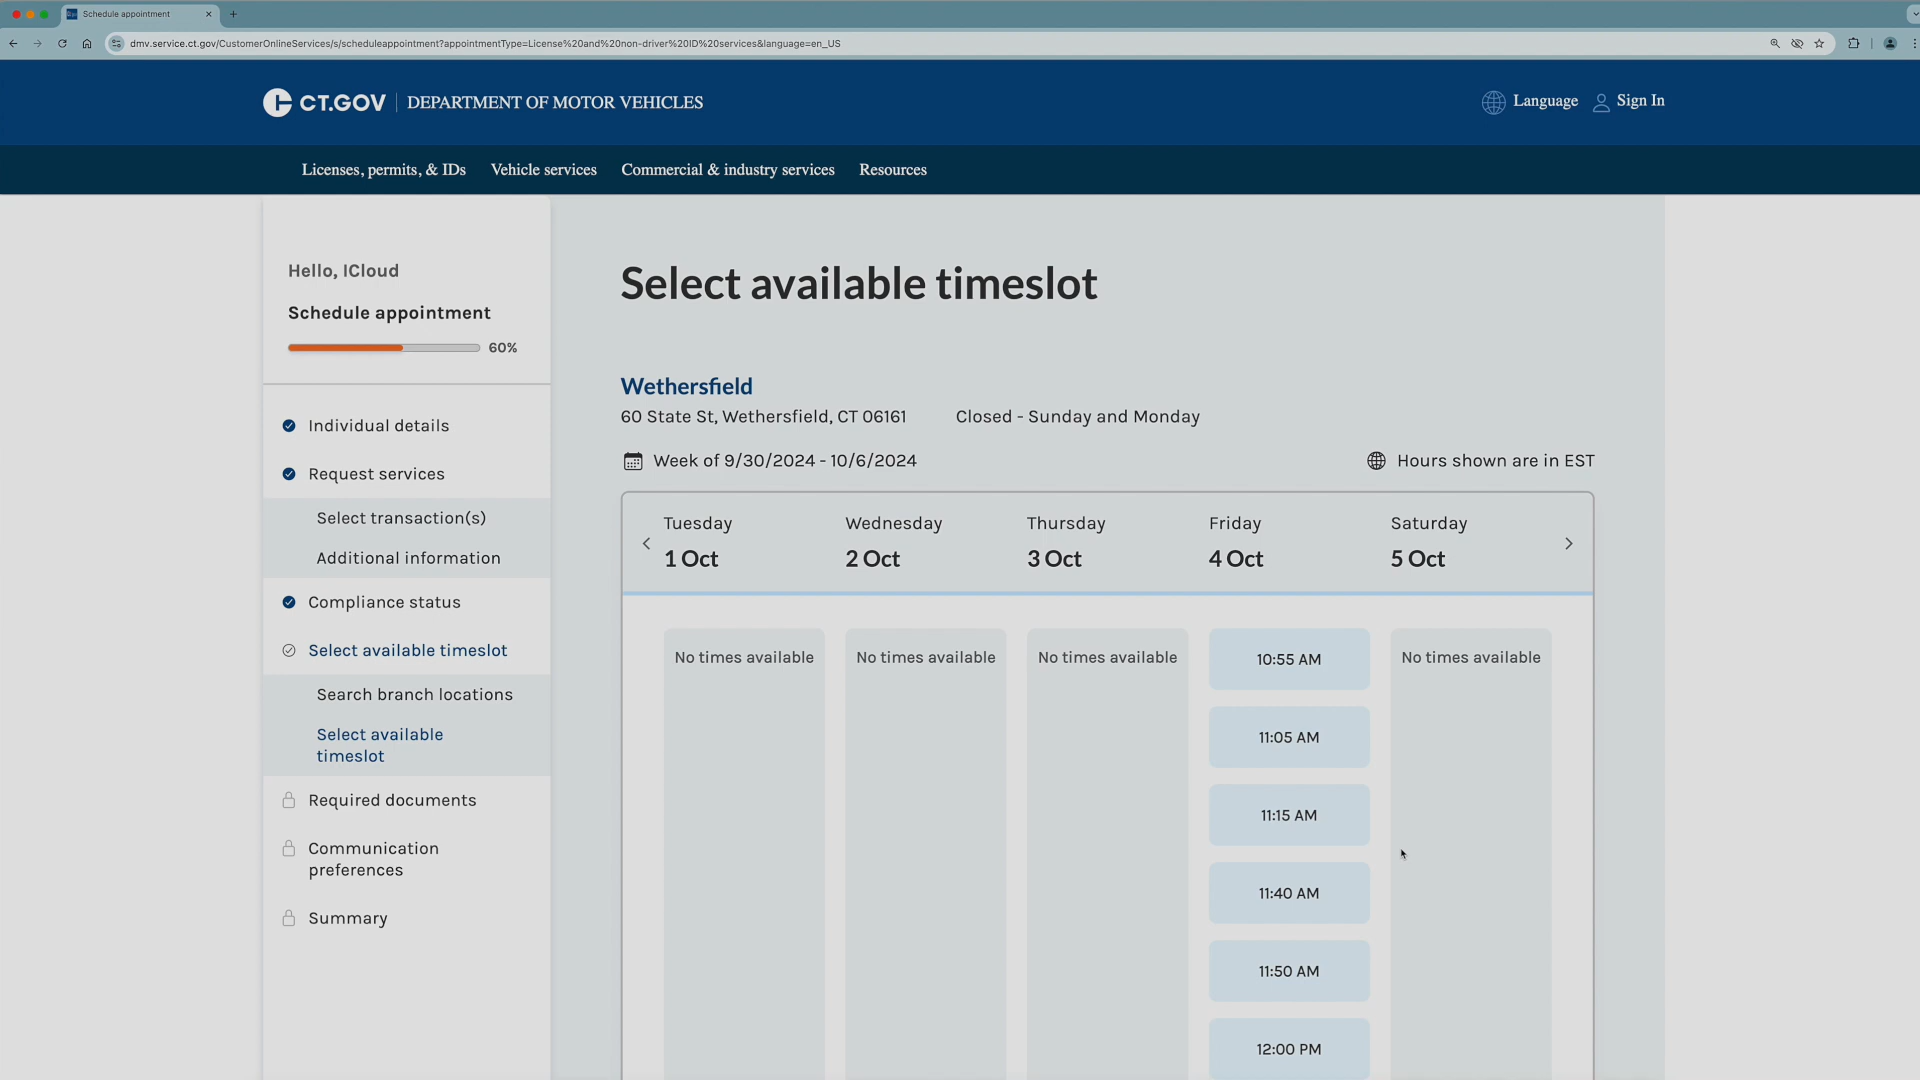 Schedule appointment
dmv.service.ct.gov/CustomerOnlineServices/s/scheduleappointment?appointmentType=License%20and%20non-driver%20ID%20services&language=en_US
CT.GOV DEPARTMENT OF MOTOR VEHICLES
Language Sign In
Licenses, permits, & IDs Vehicle services Commercial & industry services Resources
Hello, ICloud
Schedule appointment
60%
Individual details
Request services
Select transaction(s)
Additional information
Compliance status
Select available timeslot
Search branch locations
Select available
timeslot
Required documents
Communication
preferences
Summary
Select available timeslot
Wethersfield
60 State St, Wethersfield, CT 06161 Closed - Sunday and Monday
Week of 9/30/2024 - 10/6/2024 Hours shown are in EST
Tuesday Wednesday Thursday Friday Saturday
1 Oct 2 Oct 3 Oct 4 Oct 5 Oct
No times available No times available No times available 10:55 AM No times available
11:05 AM
11:15 AM
11:40 AM
11:50 AM
12:00 PM